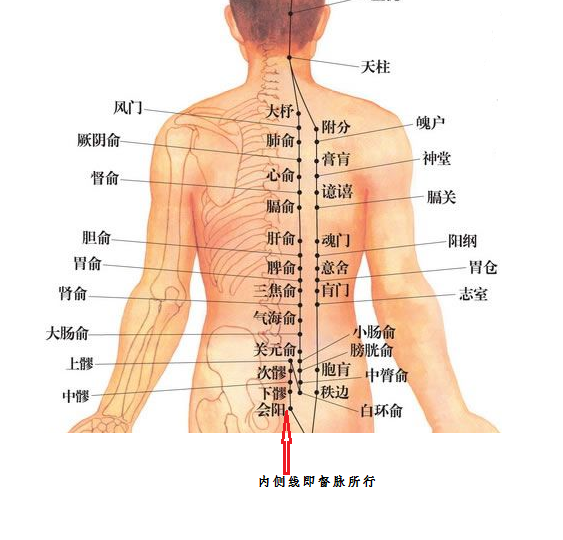 天柱
风门
大杼
附分
魄户
厥阴俞
肺俞
膏肓
神堂
督俞
心俞
譩譆
膈关
膈俞
胆俞
肝俞
魂门
阳纲
胃俞
脾俞
意舍
胃仓
肾俞
三焦俞
肓门
志室
大肠俞
气海俞
小肠俞
上髎
关元俞
膀胱俞
次髎
胞肓
中膂俞
中髎
下髎
秩边
会阳
白环俞
内侧线即督脉所行